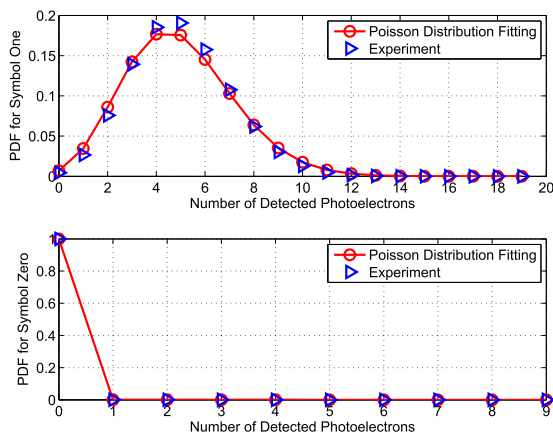 0.2
0.15
0.1
0.05
0
PDF for Symbol One
Poisson Distribution Fitting
Experiment
0 2 4 6 8 10 12 14 16 18 20
Number of Detected Photoelectrons
1
0.8
0.6
0.4
0.2
0
PDF for Symbol Zero
Poisson Distribution Fitting
Experiment
0 1 2 3 4 5 6 7 8 9
Number of Detected Photoelectrons